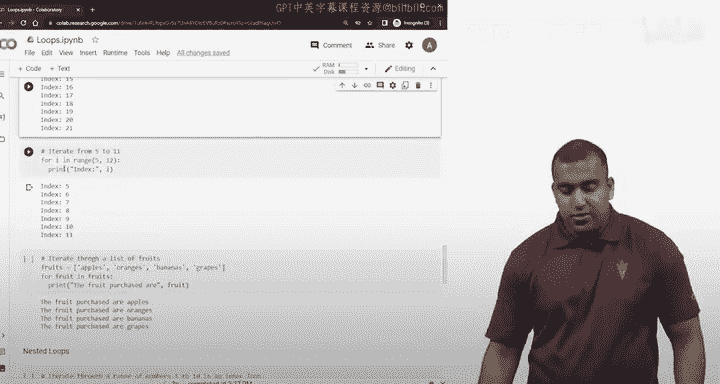 GPT中英字幕课程资源@bilibili
Loops.ipynb
colab.research.google.com
Incognito
Loops.ipynb
File Edit View Insert Runtime Tools Help All changes saved
Comment Share A
+ Code + Text
RAM
Disk
Editing
Index: 15
Index: 16
Index: 17
Index: 18
Index: 19
Index: 20
Index: 21
# Iterate from 5 to 11
for i in range(5, 12):
print("Index:", i)
Index: 5
Index: 6
Index: 7
Index: 8
Index: 9
Index: 10
Index: 11
# Iterate throgh a list of fruits
fruits = ['apples', 'oranges', 'bananas', 'grapes']
for fruit in fruits:
print("The fruit purchased are", fruit)
The fruit purchased are apples
The fruit purchased are oranges
The fruit purchased are bananas
The fruit purchased are grapes
Nested Loops